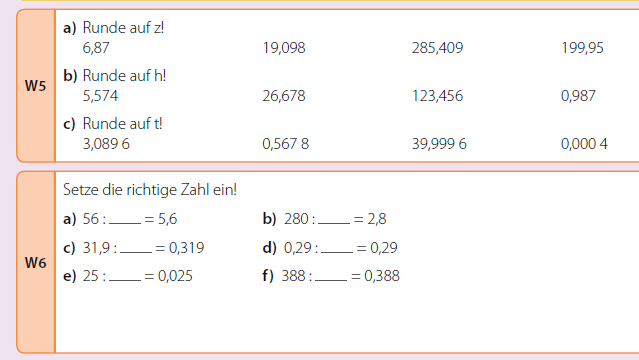 W5
a) Runde auf z!
6,87 19,098 285,409 199,95
b) Runde auf h!
5,574 26,678 123,456 0,987
c) Runde auf t!
3,089 6 0,567 8 39,999 6 0,000 4
W6
Setze die richtige Zahl ein!
a) 56 : ____ = 5,6 b) 280 : ____ = 2,8
c) 31,9 : ____ = 0,319 d) 0,29 : ____ = 0,29
e) 25 : ____ = 0,025 f) 388 : ____ = 0,388